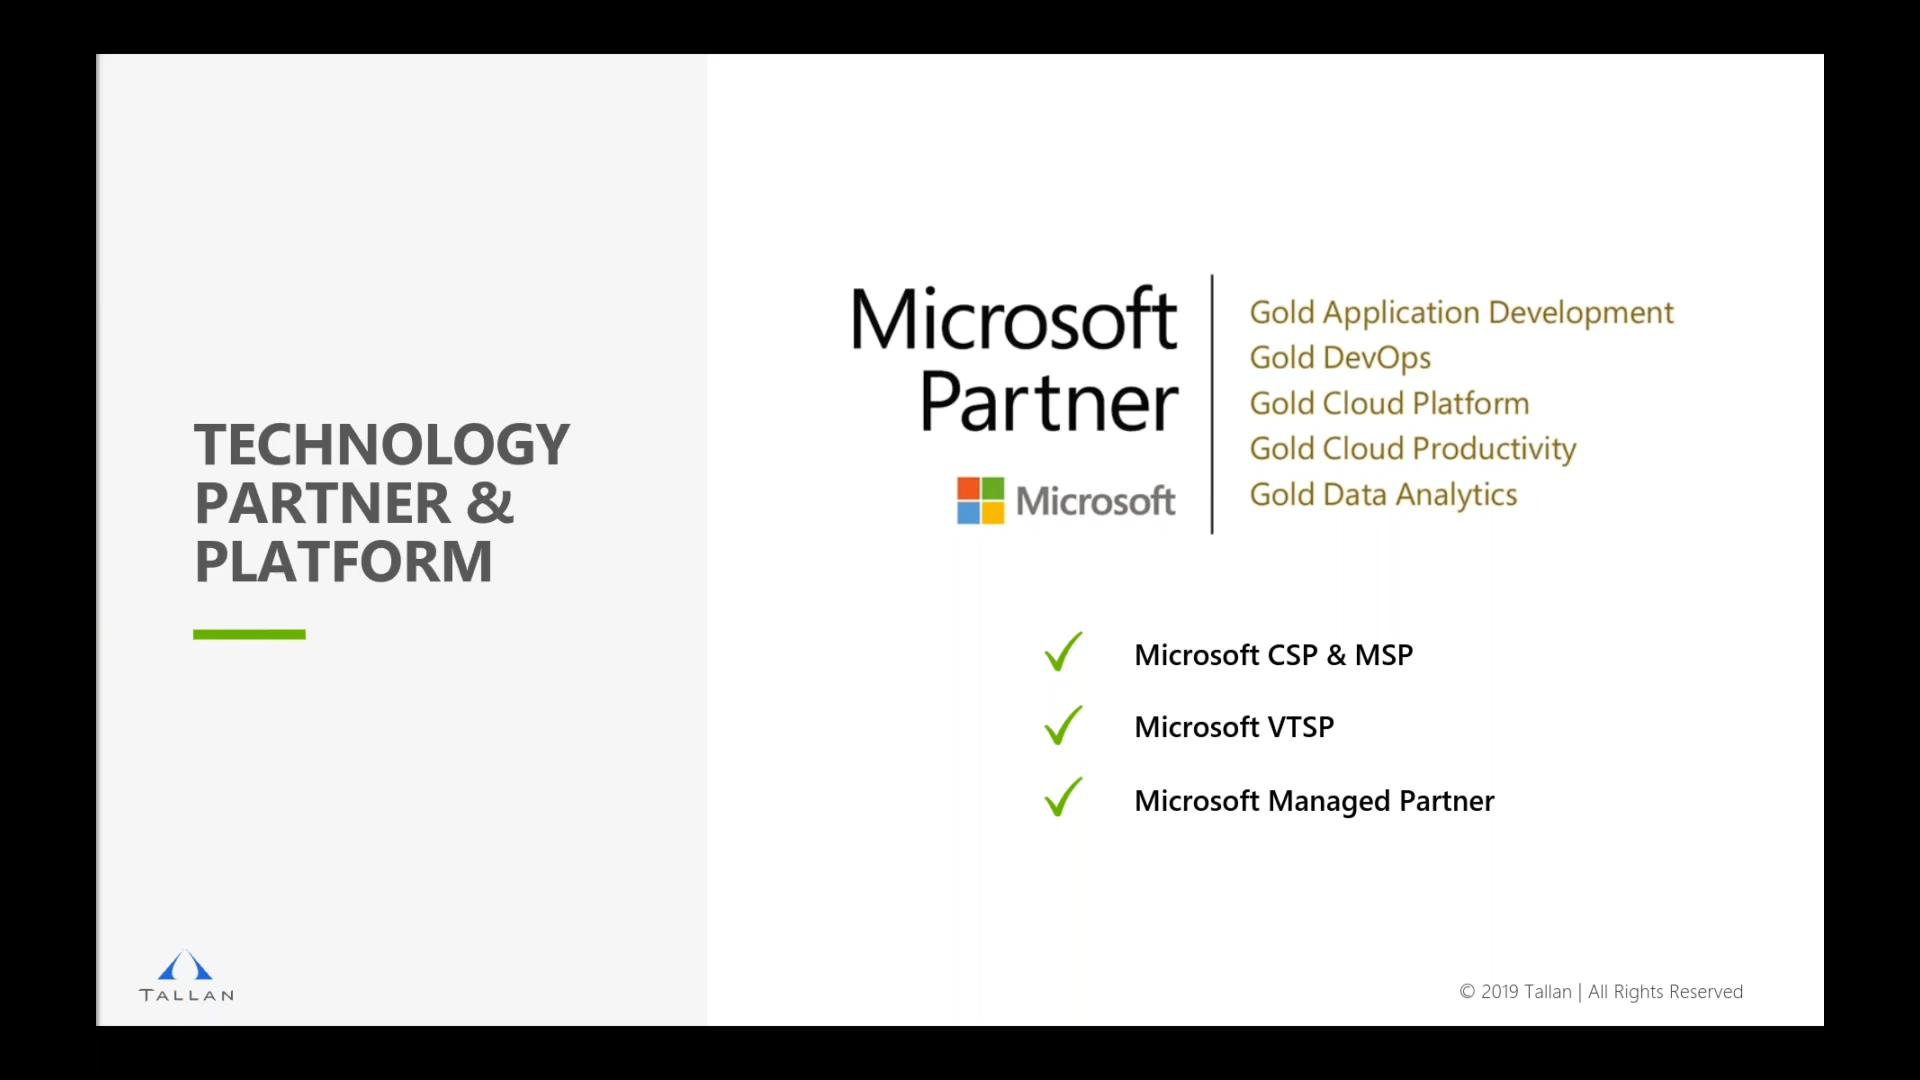 TECHNOLOGY
PARTNER &
PLATFORM
Microsoft
Partner
Microsoft
Gold Application Development
Gold DevOps
Gold Cloud Platform
Gold Cloud Productivity
Gold Data Analytics
Microsoft CSP & MSP
Microsoft VTSP
Microsoft Managed Partner
TALLAN
© 2019 Tallan | All Rights Reserved